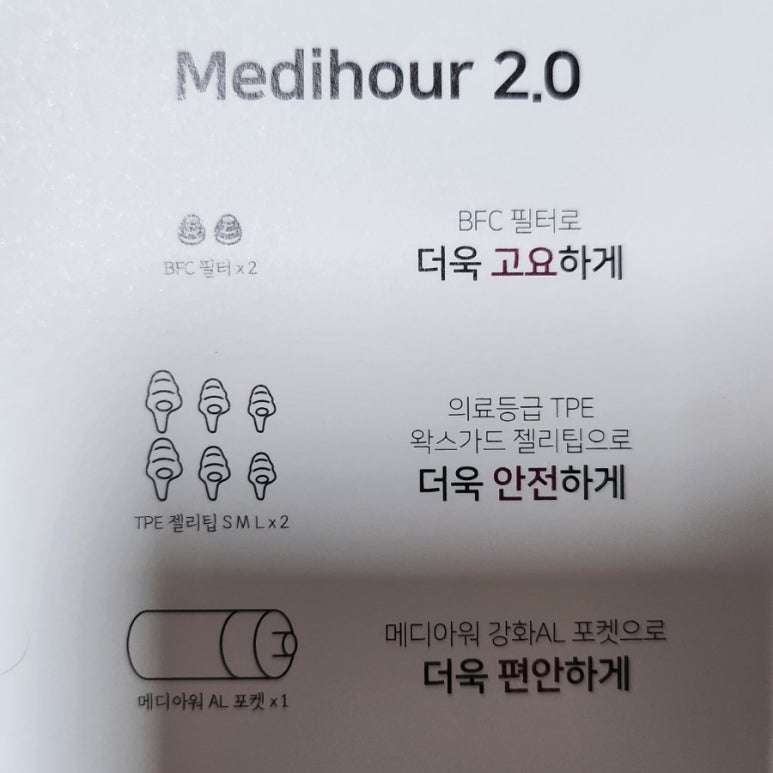 Medihour 2.0
BFC 필터 x 2
BFC 필터로
더욱 고요하게
TPE 젤리팁 S M L x 2
의료등급 TPE
왁스가드 젤리팁으로
더욱 안전하게
메디아워 AL 포켓 x 1
메디아워 강화AL 포켓으로
더욱 편안하게